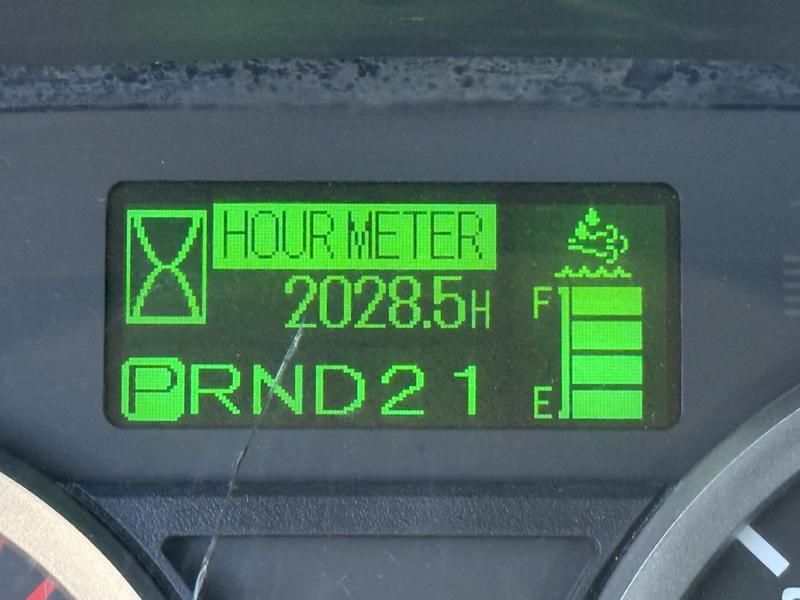 HOUR METER
2028.5H
F
PRND21
E